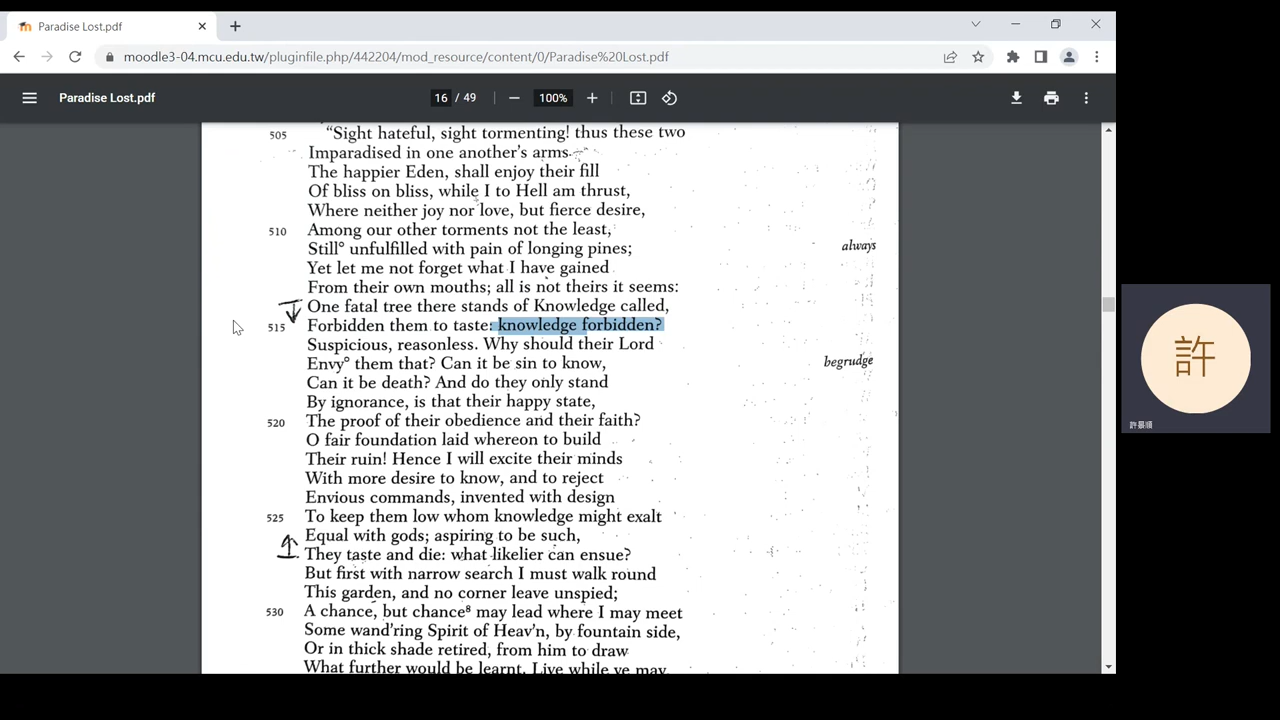 Paradise Lost.pdf
moodle3-04.mcu.edu.tw/pluginfile.php/442204/mod_resource/content/0/Paradise%20Lost.pdf
Paradise Lost.pdf 16 / 49 100%
505 “Sight hateful, sight tormenting! thus these two
Imparadised in one another’s arms
The happier Eden, shall enjoy their fill
Of bliss on bliss, while I to Hell am thrust,
Where neither joy nor love, but fierce desire,
510 Among our other torments not the least,
Still° unfulfilled with pain of longing pines; always
Yet let me not forget what I have gained
From their own mouths; all is not theirs it seems:
One fatal tree there stands of Knowledge called,
515 Forbidden them to taste: knowledge forbidden?
Suspicious, reasonless. Why should their Lord
Envy° them that? Can it be sin to know, begrudge
Can it be death? And do they only stand
By ignorance, is that their happy state,
520 The proof of their obedience and their faith?
O fair foundation laid whereon to build
Their ruin! Hence I will excite their minds
With more desire to know, and to reject
Envious commands, invented with design
525 To keep them low whom knowledge might exalt
Equal with gods; aspiring to be such,
They taste and die: what likelier can ensue?
But first with narrow search I must walk round
This garden, and no corner leave unspied;
530 A chance, but chance⁸ may lead where I may meet
Some wand’ring Spirit of Heav’n, by fountain side,
Or in thick shade retired, from him to draw
What further would be learnt. Live while ye may
許
許景順